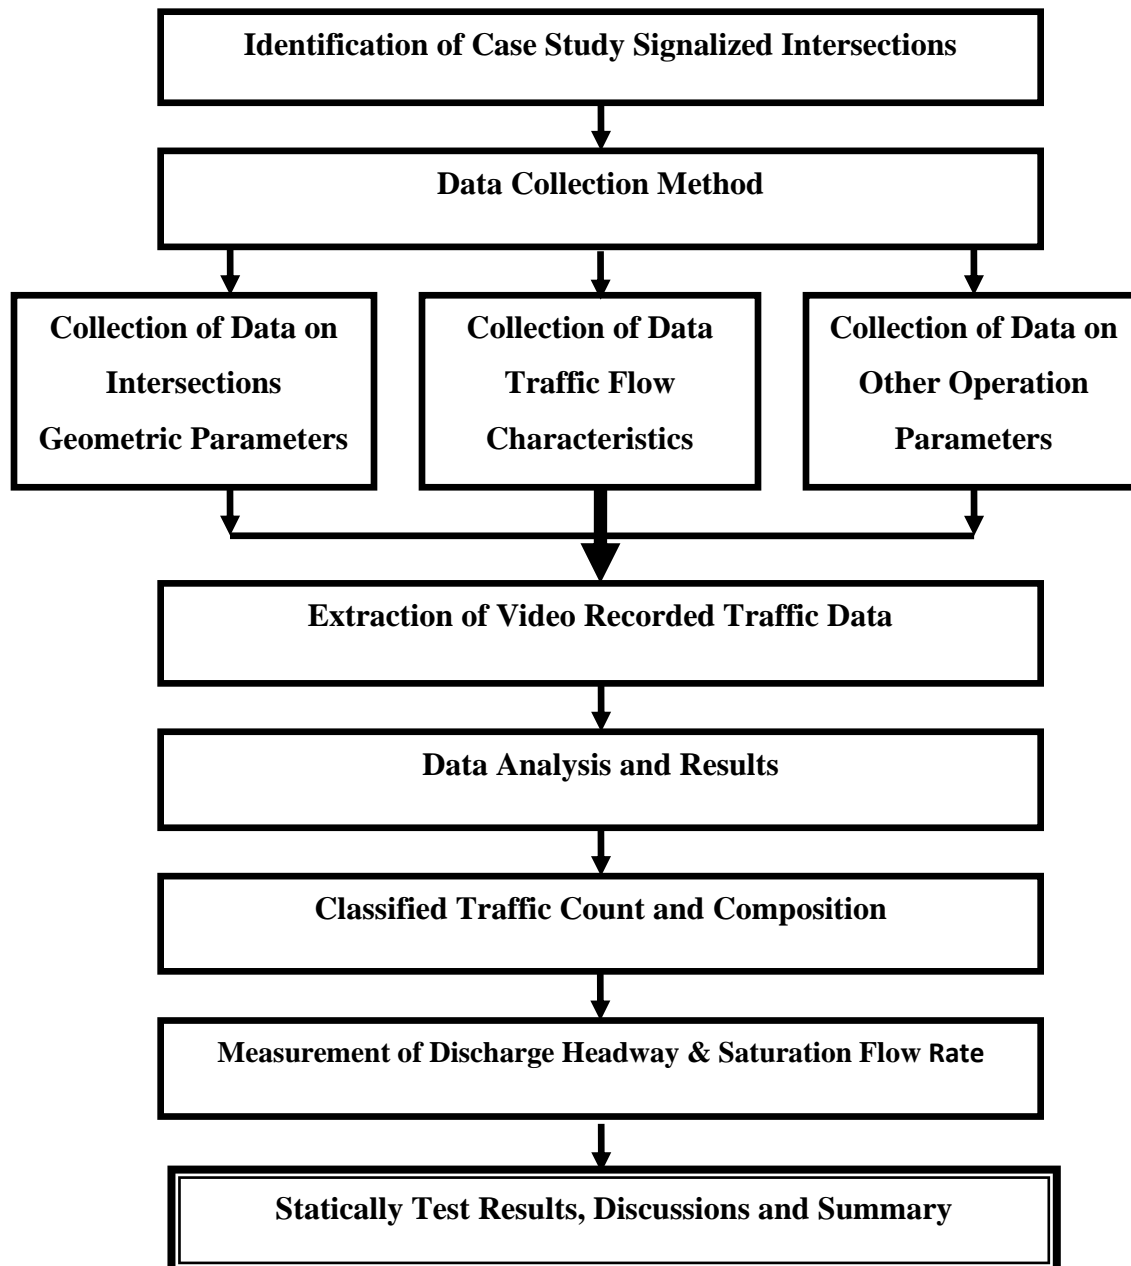 Identification of Case Study Signalized Intersections
Data Collection Method
Collection of Data on
Intersections
Geometric Parameters
Collection of Data
Traffic Flow
Characteristics
Collection of Data on
Other Operation
Parameters
Extraction of Video Recorded Traffic Data
Data Analysis and Results
Classified Traffic Count and Composition
Measurement of Discharge Headway & Saturation Flow Rate
Statically Test Results, Discussions and Summary